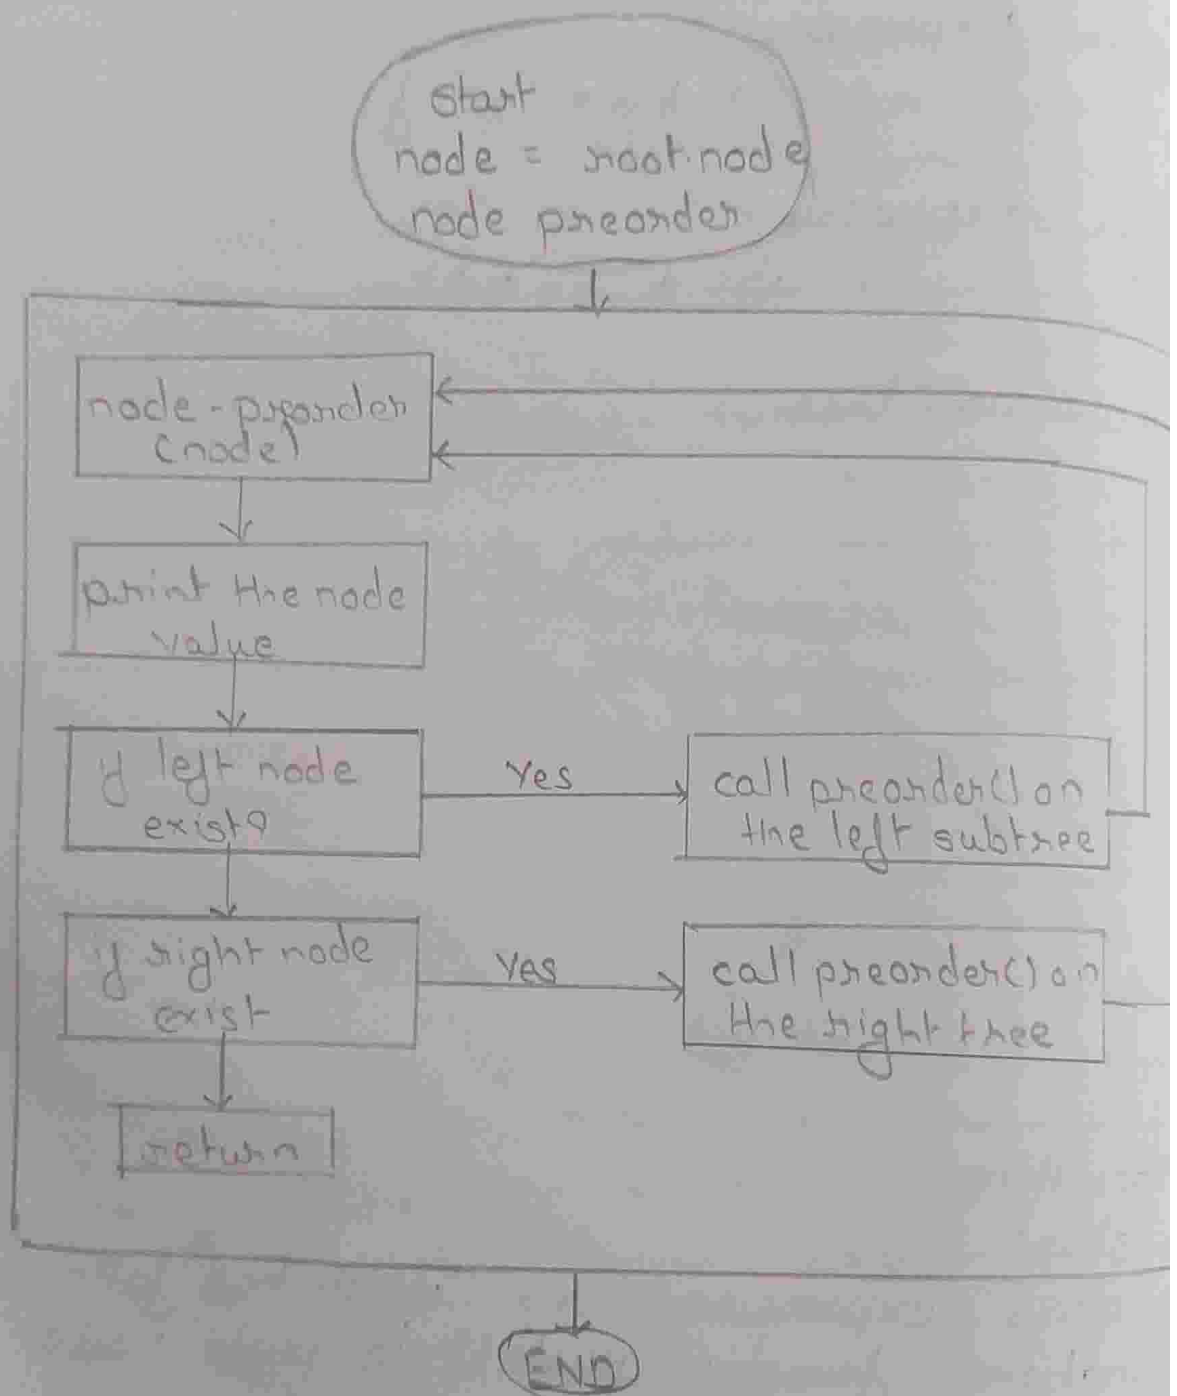 start
node = root.node
node preorder
node-preorder
(node)
print the node
value
if left node
exist?
Yes
call preorder() on
the left subtree
if right node
exist
Yes
call preorder() on
the right tree
return
END